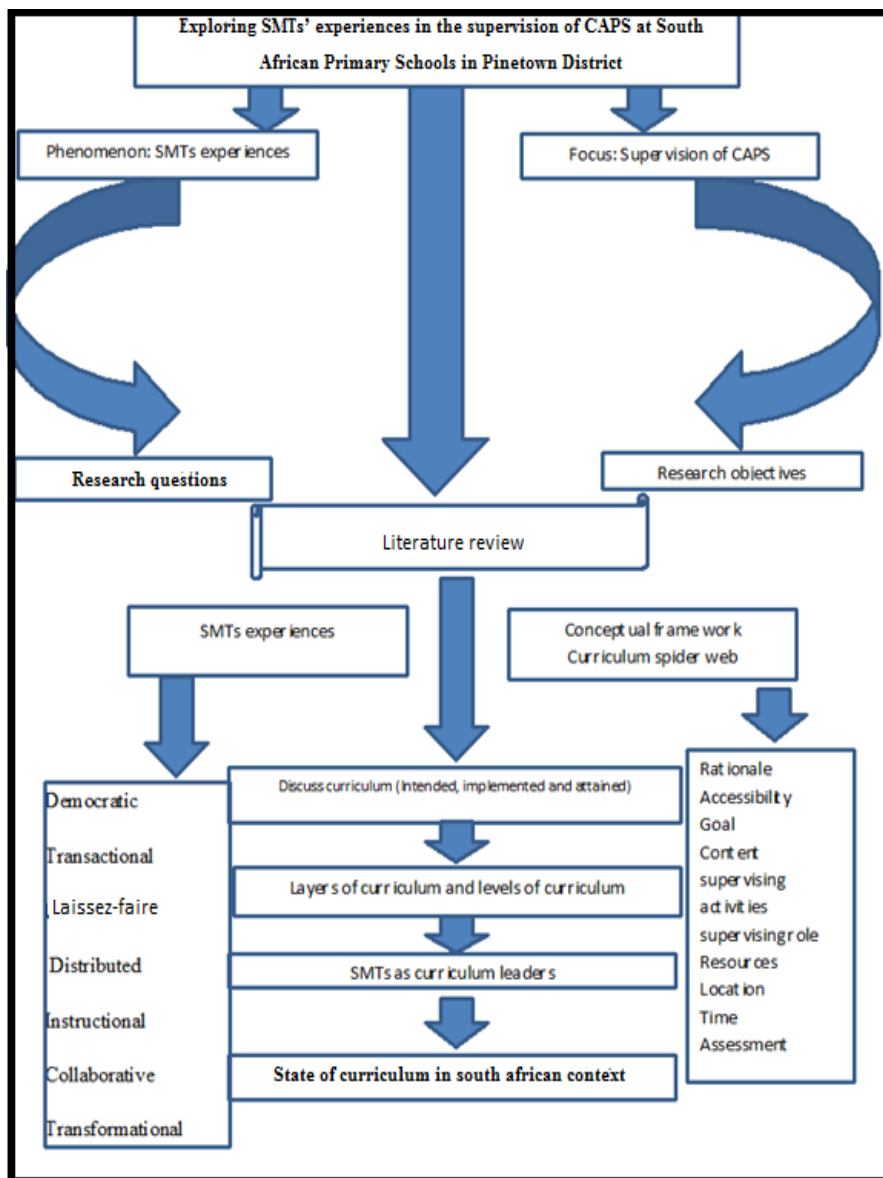 Exploring SMTs' experiences in the supervision of CAPS at South
African Primary Schools in Pinetown District
Phenomenon: SMTs experiences
Focus: Supervision of CAPS
Research questions
Research objectives
Literature review
SMTs experiences
Conceptual framework
Curriculum spider web
Democratic
Transactional
Laissez-faire
Distributed
Instructional
Collaborative
Transformational
Discuss curriculum (Intended, implemented and attained)
Layers of curriculum and levels of curriculum
SMTs as curriculum leaders
State of curriculum in south african context
Rationale
Accessibility
Goal
Content
supervising
activities
supervising role
Resources
Location
Time
Assessment